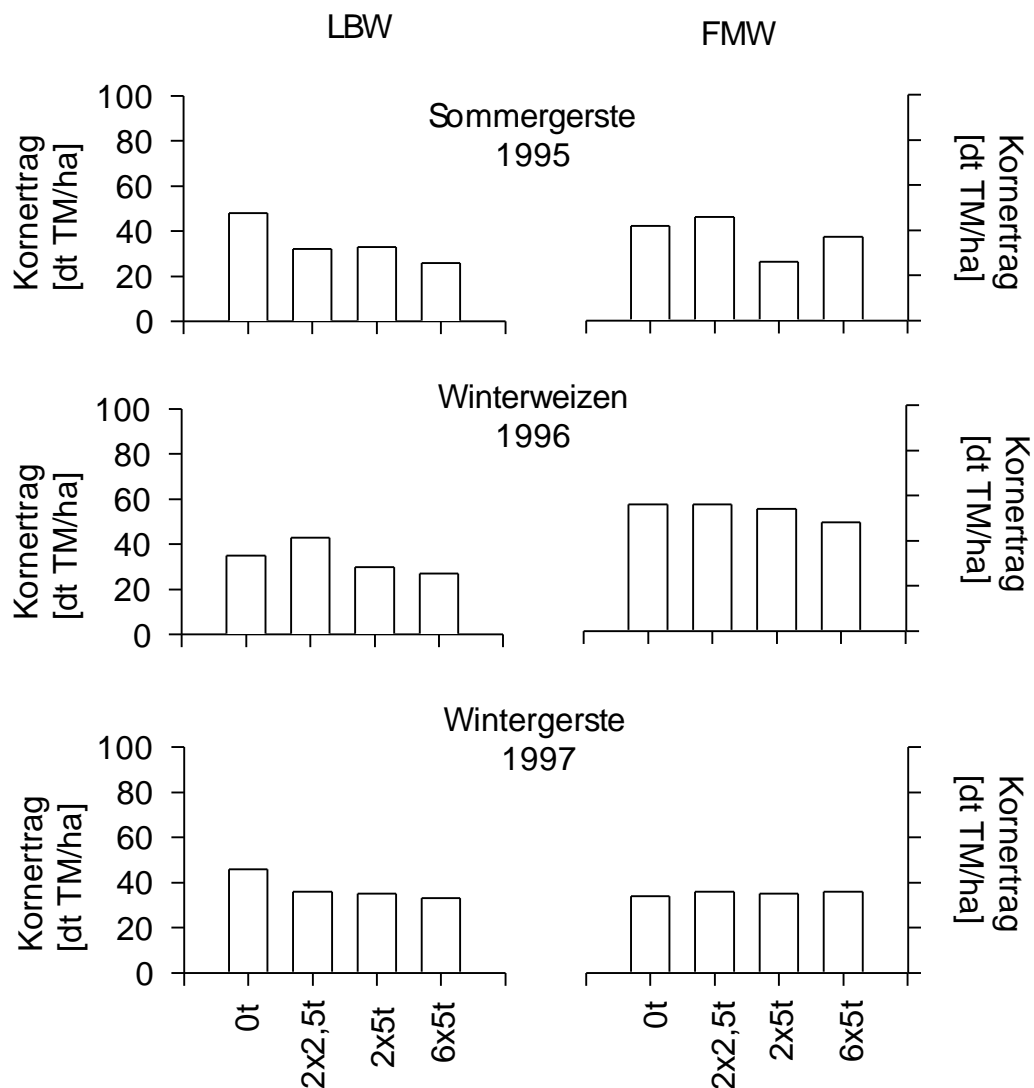 LBW
FMW
Sommergerste
1995
Kornertrag
[dt TM/ha]
100
80
60
40
20
0
Kornertrag
[dt TM/ha]
Winterweizen
1996
Kornertrag
[dt TM/ha]
100
80
60
40
20
0
Kornertrag
[dt TM/ha]
Wintergerste
1997
Kornertrag
[dt TM/ha]
100
80
60
40
20
0
Kornertrag
[dt TM/ha]
0t
2x2,5t
2x5t
6x5t
0t
2x2,5t
2x5t
6x5t